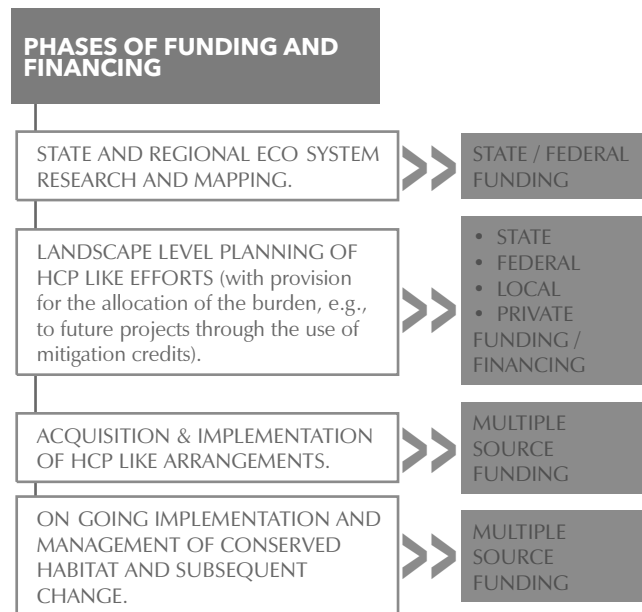 PHASES OF FUNDING AND
FINANCING
STATE AND REGIONAL ECO SYSTEM
RESEARCH AND MAPPING.
STATE / FEDERAL
FUNDING
LANDSCAPE LEVEL PLANNING OF
HCP LIKE EFFORTS (with provision
for the allocation of the burden, e.g.,
to future projects through the use of
mitigation credits).
• STATE
• FEDERAL
• LOCAL
• PRIVATE
FUNDING /
FINANCING
ACQUISITION & IMPLEMENTATION
OF HCP LIKE ARRANGEMENTS.
MULTIPLE
SOURCE
FUNDING
ON GOING IMPLEMENTATION AND
MANAGEMENT OF CONSERVED
HABITAT AND SUBSEQUENT
CHANGE.
MULTIPLE
SOURCE
FUNDING